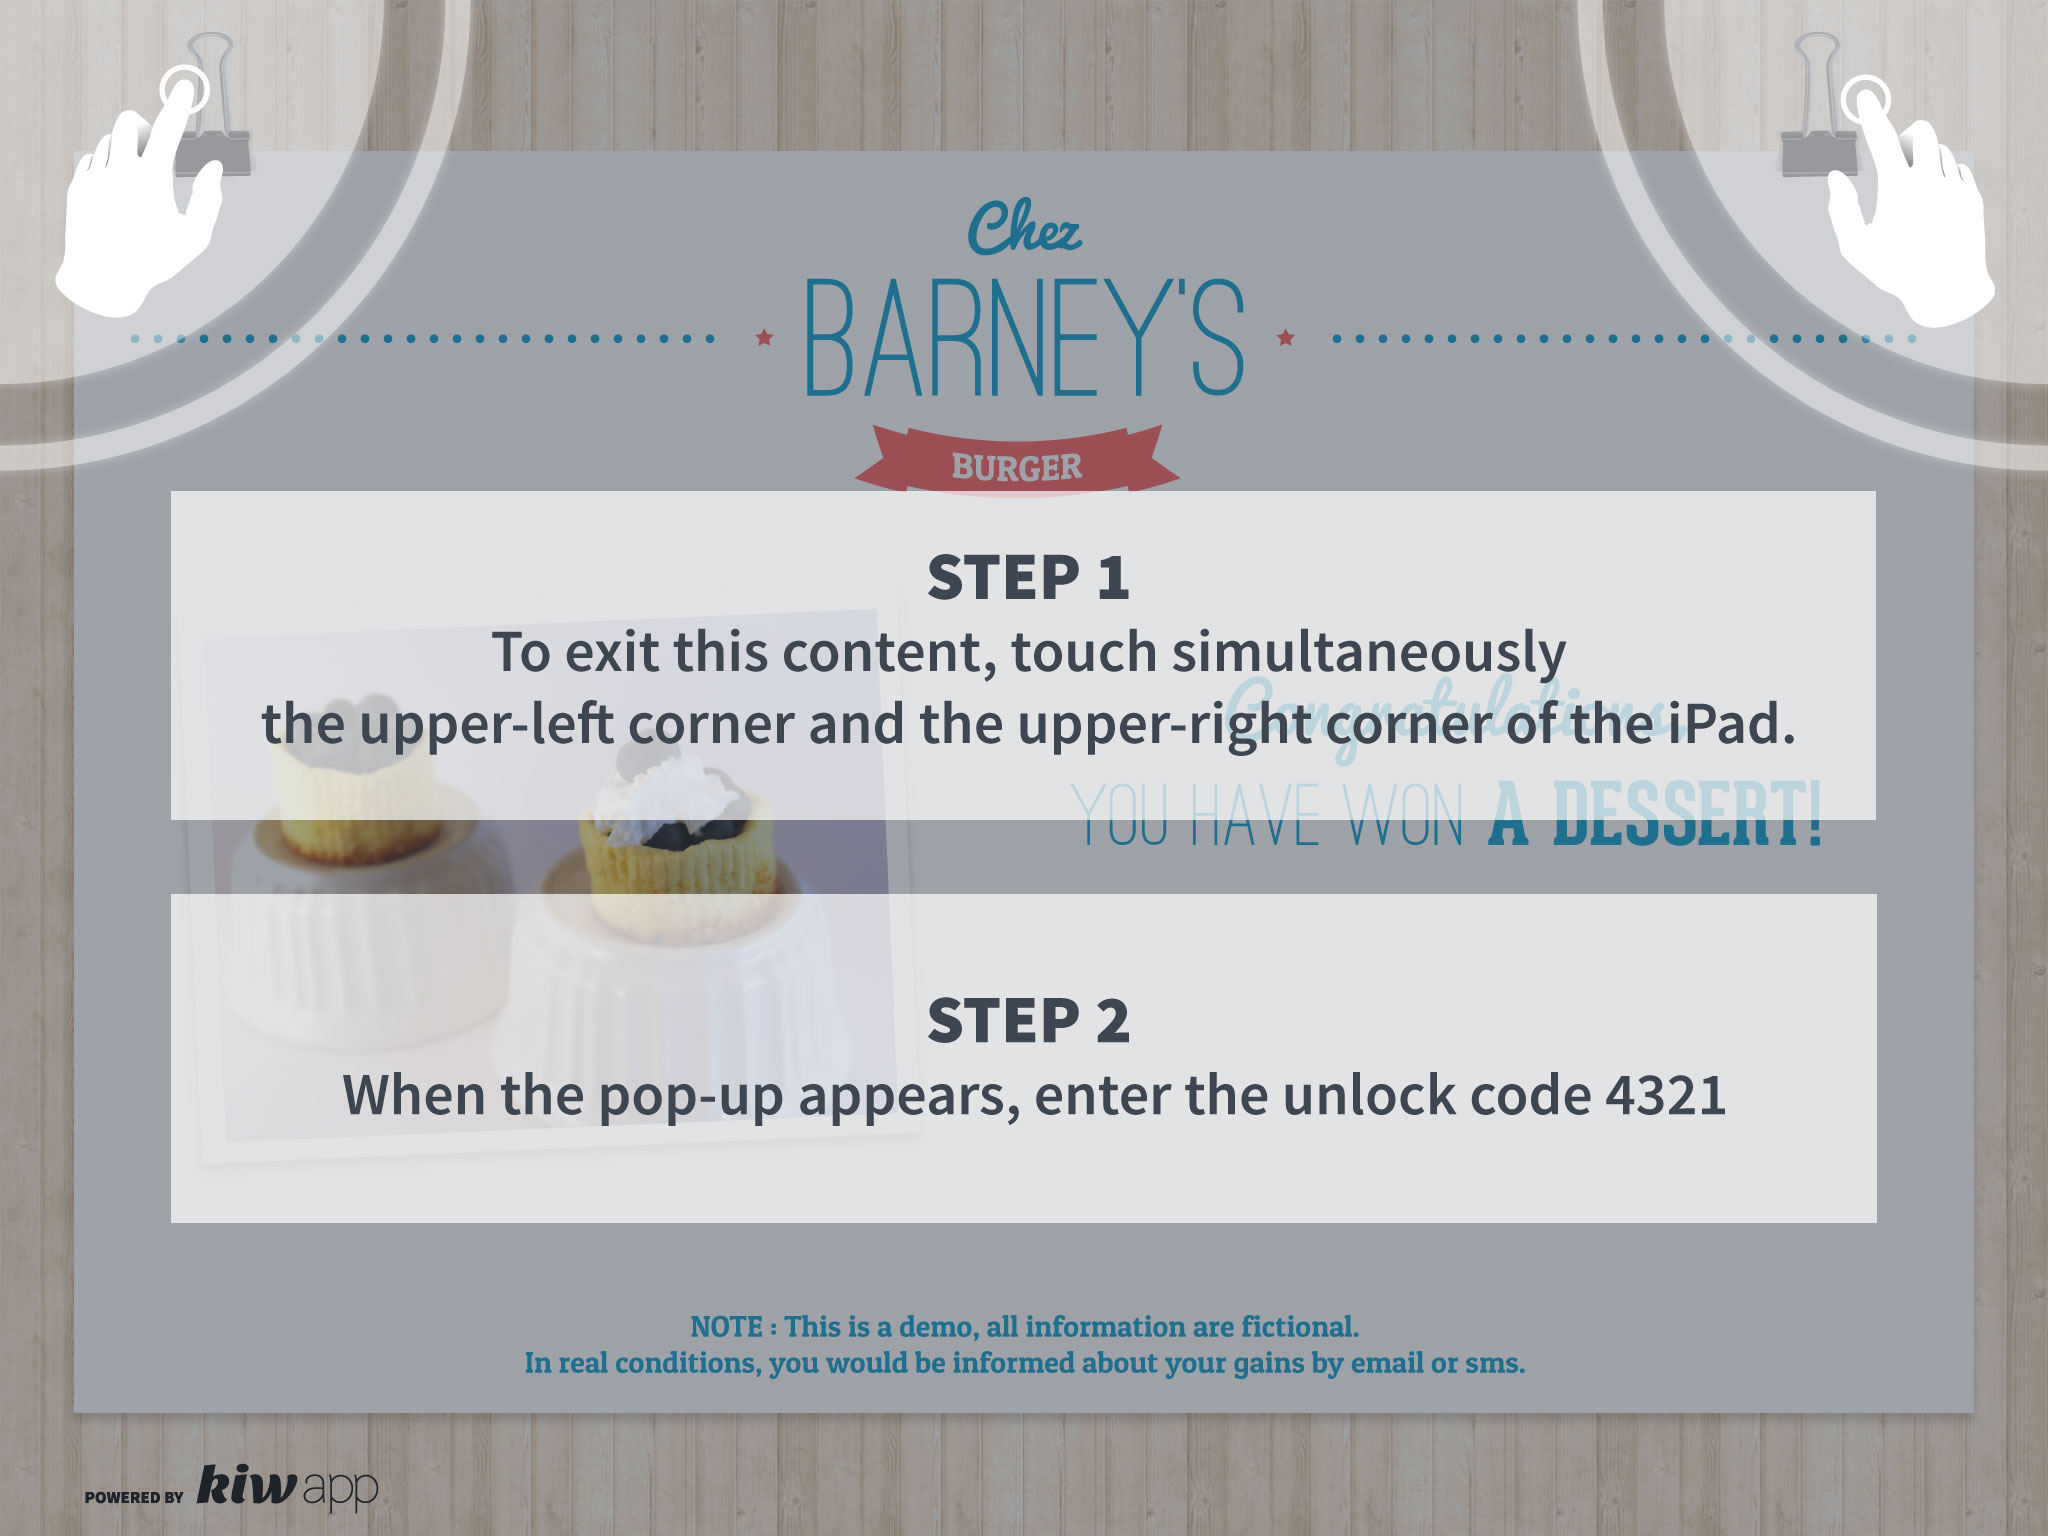 Chez
BARNEY'S
BURGER
STEP 1
To exit this content, touch simultaneously
the upper-left corner and the upper-right corner of the iPad.
Congratulations,
YOU HAVE WON A DESSERT!
STEP 2
When the pop-up appears, enter the unlock code 4321
NOTE : This is a demo, all information are fictional.
In real conditions, you would be informed about your gains by email or sms.
POWERED BY kiwapp